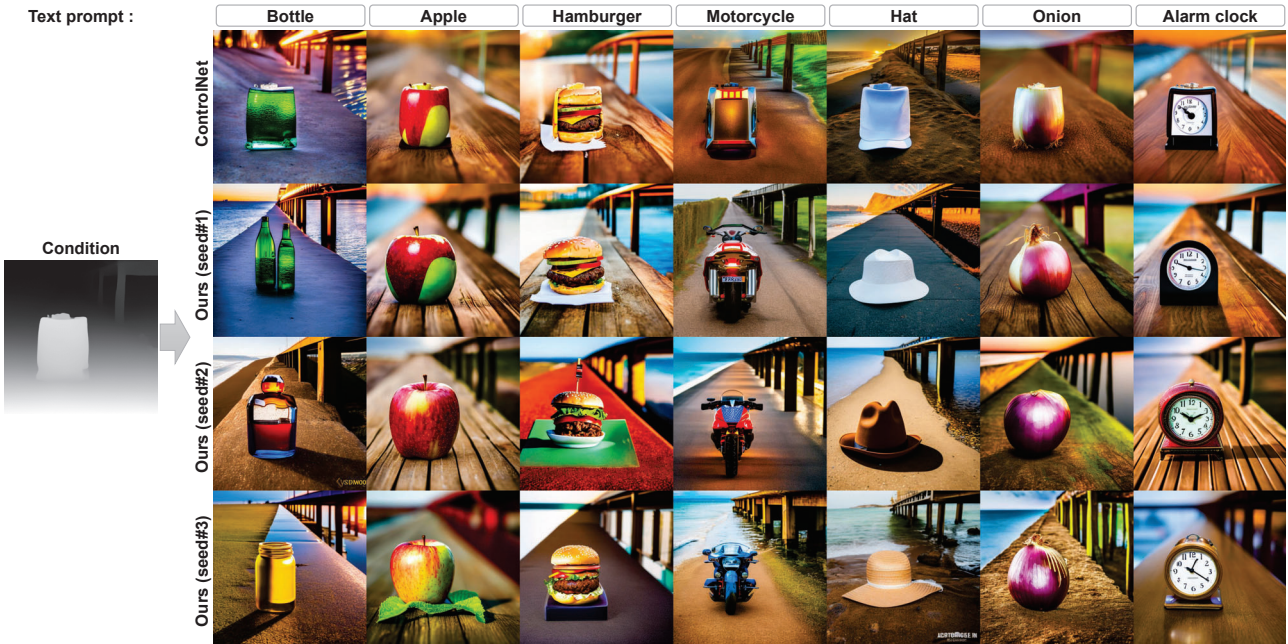 Text prompt :
Bottle
Apple
Hamburger
Motorcycle
Hat
Onion
Alarm clock
ControlNet
Ours (seed#1)
Condition
Ours (seed#2)
Ours (seed#3)